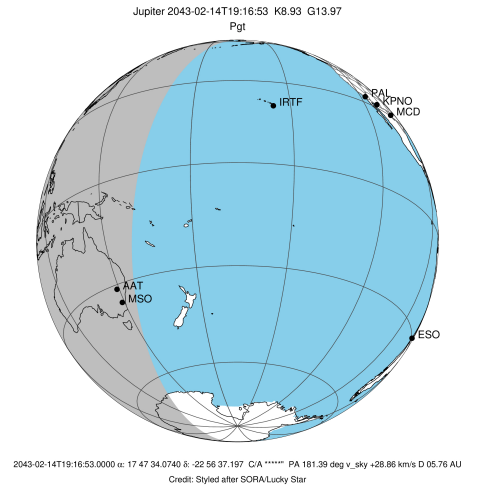 Jupiter 2043-02-14T19:16:53 K8.93 G13.97
Pgt
PAL
KPNO
MCD
IRTF
AAT
MSO
ESO
2043-02-14T19:16:53.0000 α: 17 47 34.0740 δ: -22 56 37.197 C/A *****" PA 181.39 deg v_sky +28.86 km/s D 05.76 AU
Credit: Styled after SORA/Lucky Star